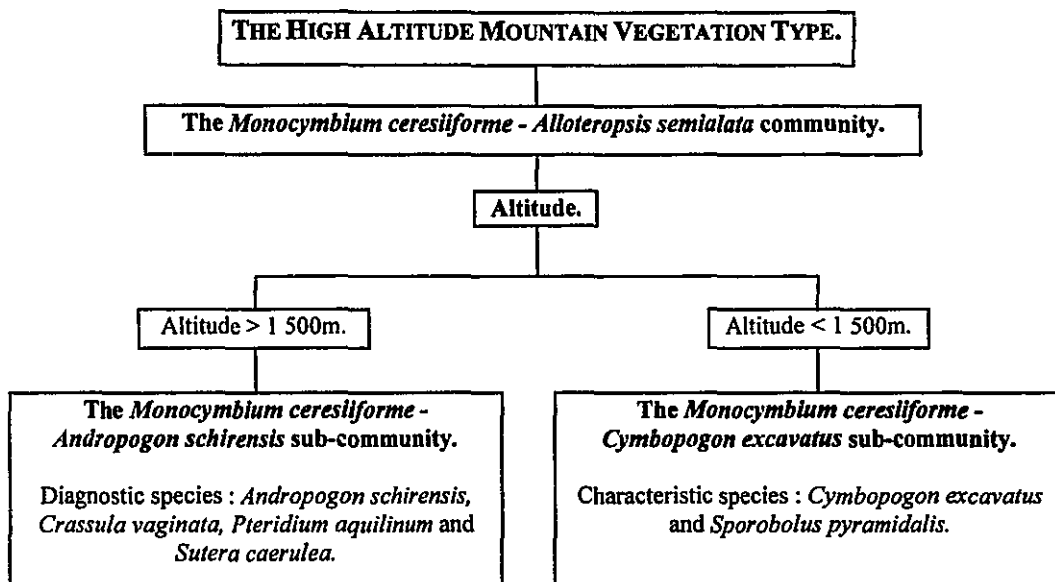 THE HIGH ALTITUDE MOUNTAIN VEGETATION TYPE.
The Monocymbium ceresiiforme - Alloteropsis semialata community.
Altitude.
Altitude > 1 500m.
Altitude < 1 500m.
The Monocymbium ceresiiforme -
Andropogon schirensis sub-community.
Diagnostic species : Andropogon schirensis,
Crassula vaginata, Pteridium aquilinum and
Sutera caerulea.
The Monocymbium ceresiiforme -
Cymbopogon excavatus sub-community.
Characteristic species : Cymbopogon excavatus
and Sporobolus pyramidalis.